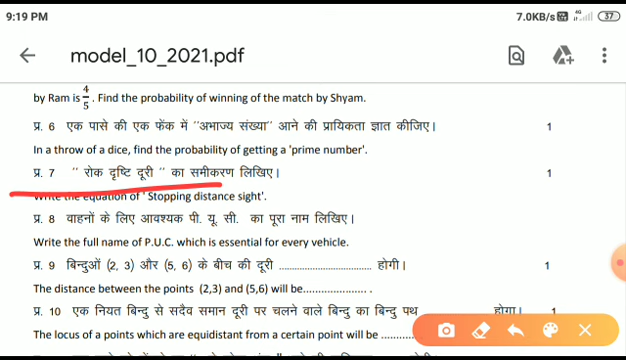 9:19 PM 7.0KB/s 4G 37
model_10_2021.pdf
by Ram is 4/5 . Find the probability of winning of the match by Shyam.
प्र. 6 एक पासे की एक फेंक में ''अभाज्य संख्या'' आने की प्रायिकता ज्ञात कीजिए। 1
In a throw of a dice, find the probability of getting a 'prime number'.
प्र. 7 '' रोक दृष्टि दूरी '' का समीकरण लिखिए। 1
Write the equation of ' Stopping distance sight'.
प्र. 8 वाहनों के लिए आवश्यक पी. यू. सी. का पूरा नाम लिखिए।
Write the full name of P.U.C. which is essential for every vehicle.
प्र. 9 बिन्दुओं (2, 3) और (5, 6) के बीच की दूरी ................................ होगी। 1
The distance between the points (2,3) and (5,6) will be...................... .
प्र. 10 एक नियत बिन्दु से सदैव समान दूरी पर चलने वाले बिन्दु का बिन्दु पथ होगा। 1
The locus of a points which are equidistant from a certain point will be ...........